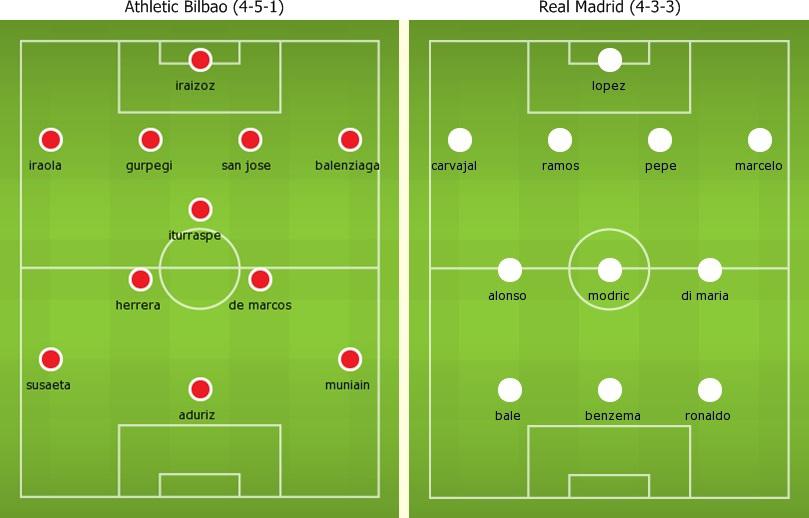 Athletic Bilbao (4-5-1)
iraizoz
iraola gurpegi san jose balenziaga
iturraspe
herrera de marcos
susaeta muniain
aduriz
Real Madrid (4-3-3)
lopez
carvajal ramos pepe marcelo
alonso modric di maria
bale benzema ronaldo